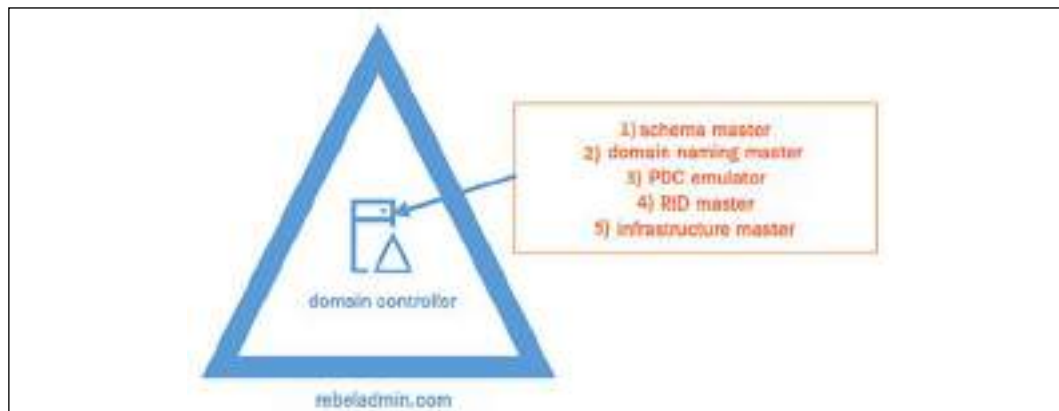 1) schema master
2) domain naming master
3) PDC emulator
4) RID master
5) infrastructure master
domain controller
rebeladmin.com